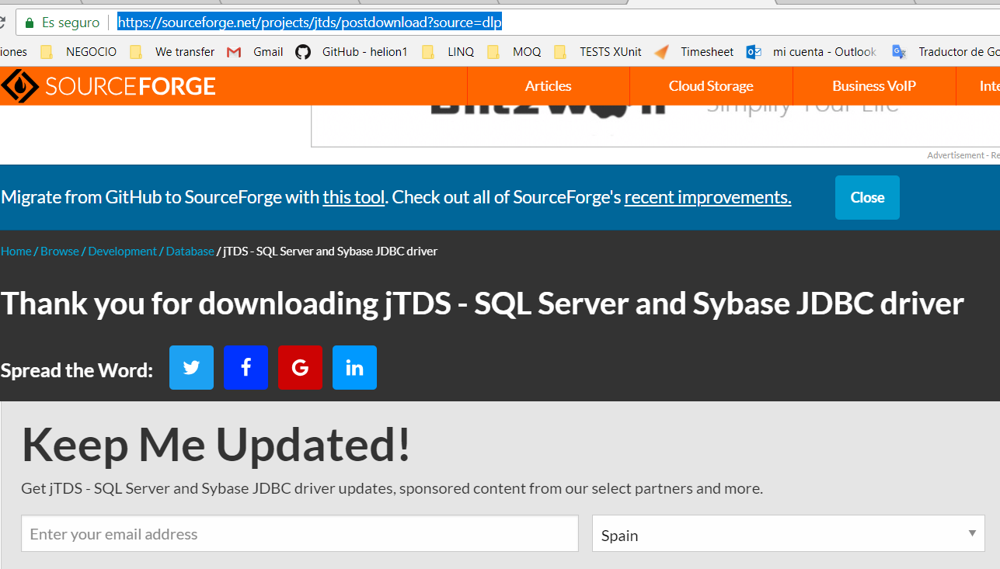 Es seguro https://sourceforge.net/projects/jtds/postdownload?source=dlp
iones NEGOCIO We transfer Gmail GitHub - helion1 LINQ MOQ TESTS XUnit Timesheet mi cuenta - Outlook Traductor de Go
SOURCEFORGE Articles Cloud Storage Business VoIP Inte
Simplify Your Life
Advertisement - Re
Migrate from GitHub to SourceForge with this tool. Check out all of SourceForge's recent improvements. Close
Home / Browse / Development / Database / jTDS - SQL Server and Sybase JDBC driver
Thank you for downloading jTDS - SQL Server and Sybase JDBC driver
Spread the Word:
Keep Me Updated!
Get jTDS - SQL Server and Sybase JDBC driver updates, sponsored content from our select partners and more.
Enter your email address Spain